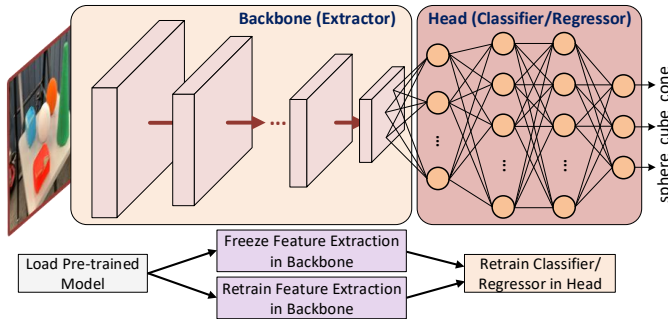 Backbone (Extractor)
Head (Classifier/Regressor)
...
sphere cube cone
Load Pre-trained
Model
Freeze Feature Extraction
in Backbone
Retrain Feature Extraction
in Backbone
Retrain Classifier/
Regressor in Head